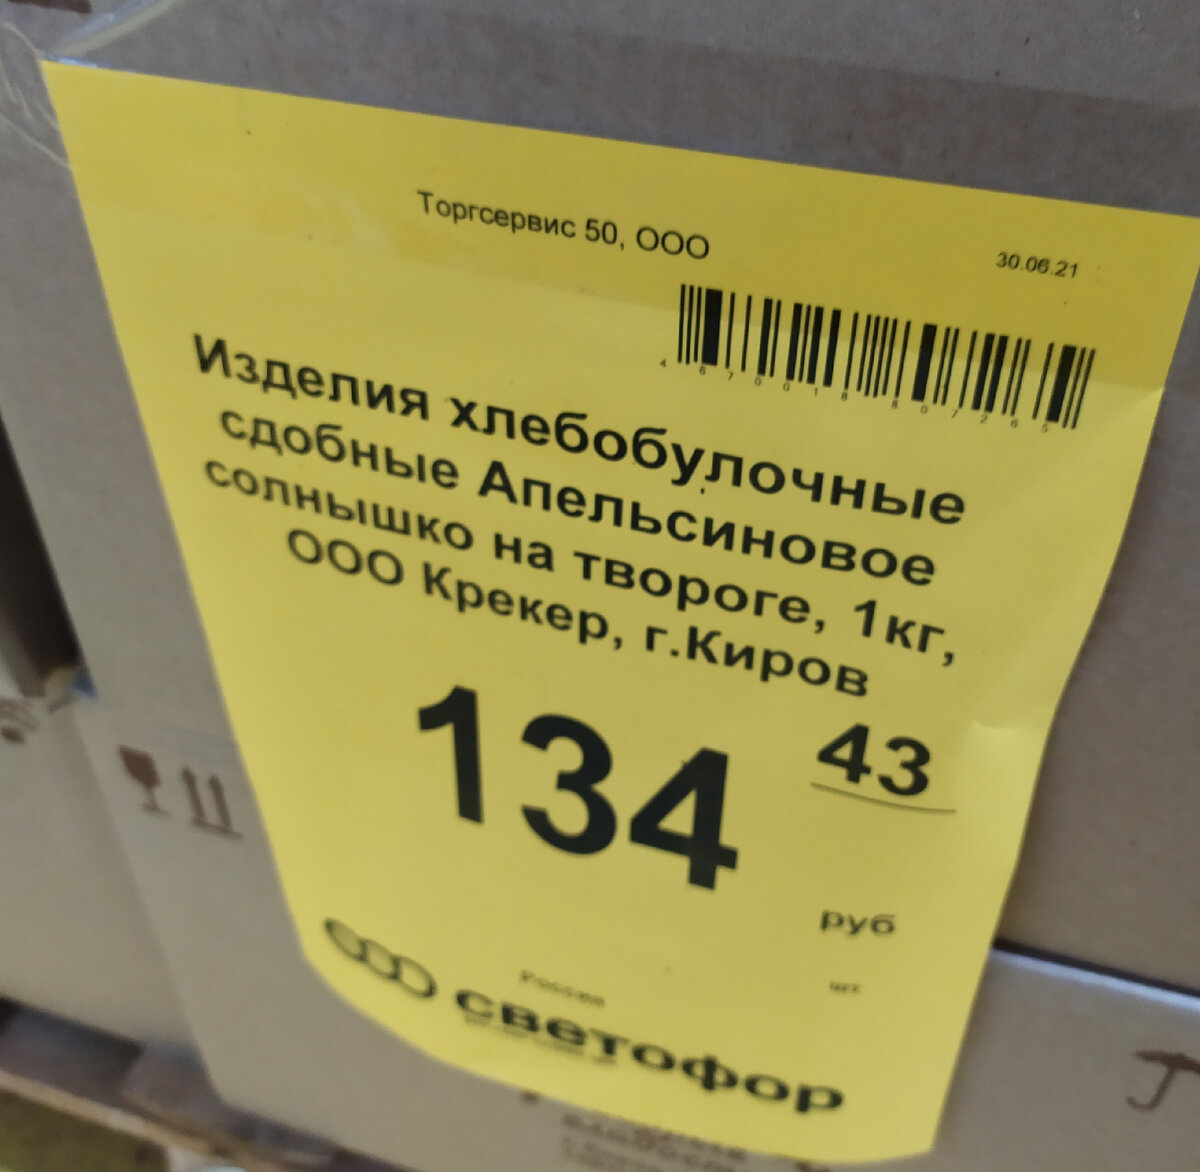 Торгсервис 50, ООО
30.06.21
4670018807265
Изделия хлебобулочные
сдобные Апельсиновое
солнышко на твороге, 1кг,
ООО Крекер, г.Киров
134 43
руб
шт
Россия
светофор